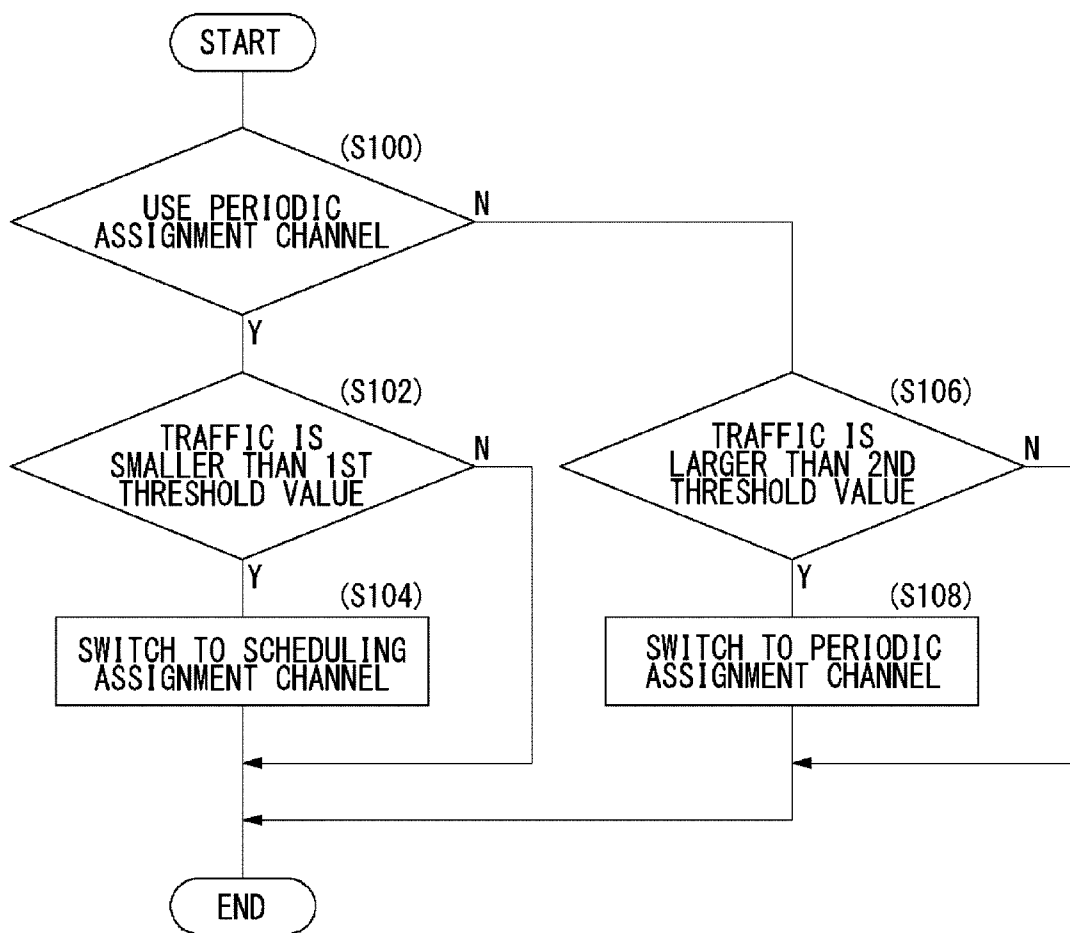 START
(S100)
USE PERIODIC
ASSIGNMENT CHANNEL
N
Y
(S102)
TRAFFIC IS
SMALLER THAN 1ST
THRESHOLD VALUE
N
Y
(S104)
SWITCH TO SCHEDULING
ASSIGNMENT CHANNEL
(S106)
TRAFFIC IS
LARGER THAN 2ND
THRESHOLD VALUE
N
Y
(S108)
SWITCH TO PERIODIC
ASSIGNMENT CHANNEL
END